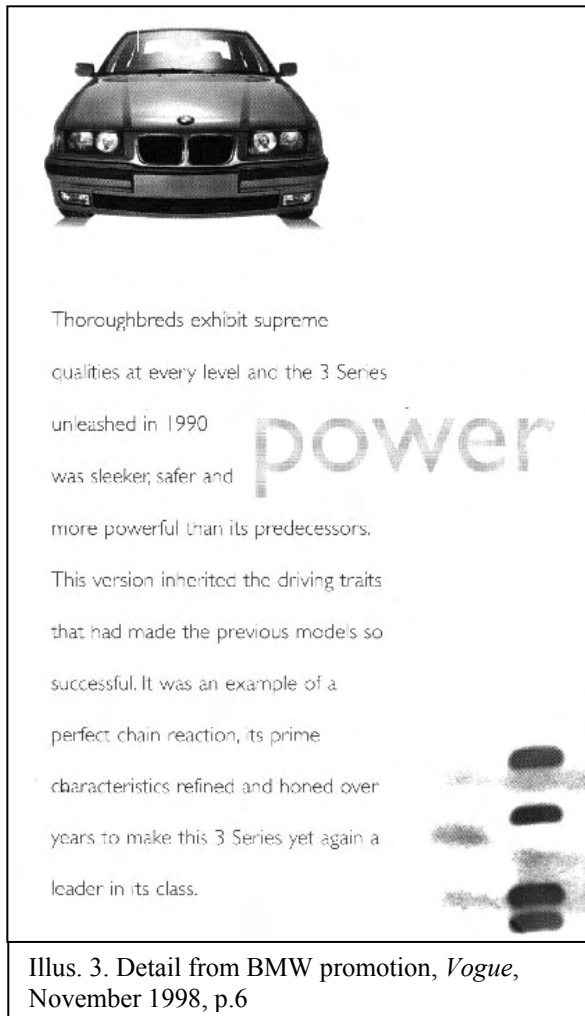 Thoroughbreds exhibit supreme
qualities at every level and the 3 Series
unleashed in 1990
power
was sleeker, safer and
more powerful than its predecessors.
This version inherited the driving traits
that had made the previous models so
successful. It was an example of a
perfect chain reaction, its prime
characteristics refined and honed over
years to make this 3 Series yet again a
leader in its class.
Illus. 3. Detail from BMW promotion, Vogue,
November 1998, p.6